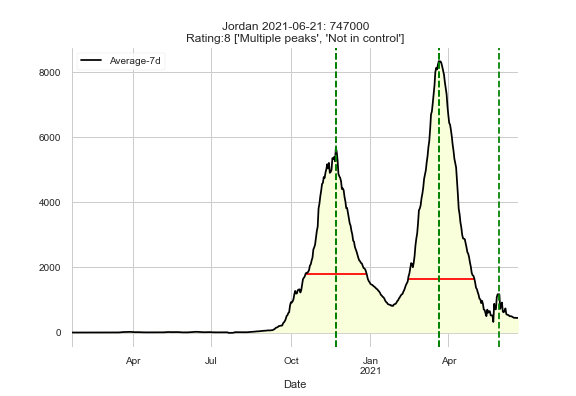 Jordan 2021-06-21: 747000
Rating:8 ['Multiple peaks', 'Not in control']
Average-7d
8000
6000
4000
2000
0
Apr
Jul
Oct
Jan
2021
Apr
Date